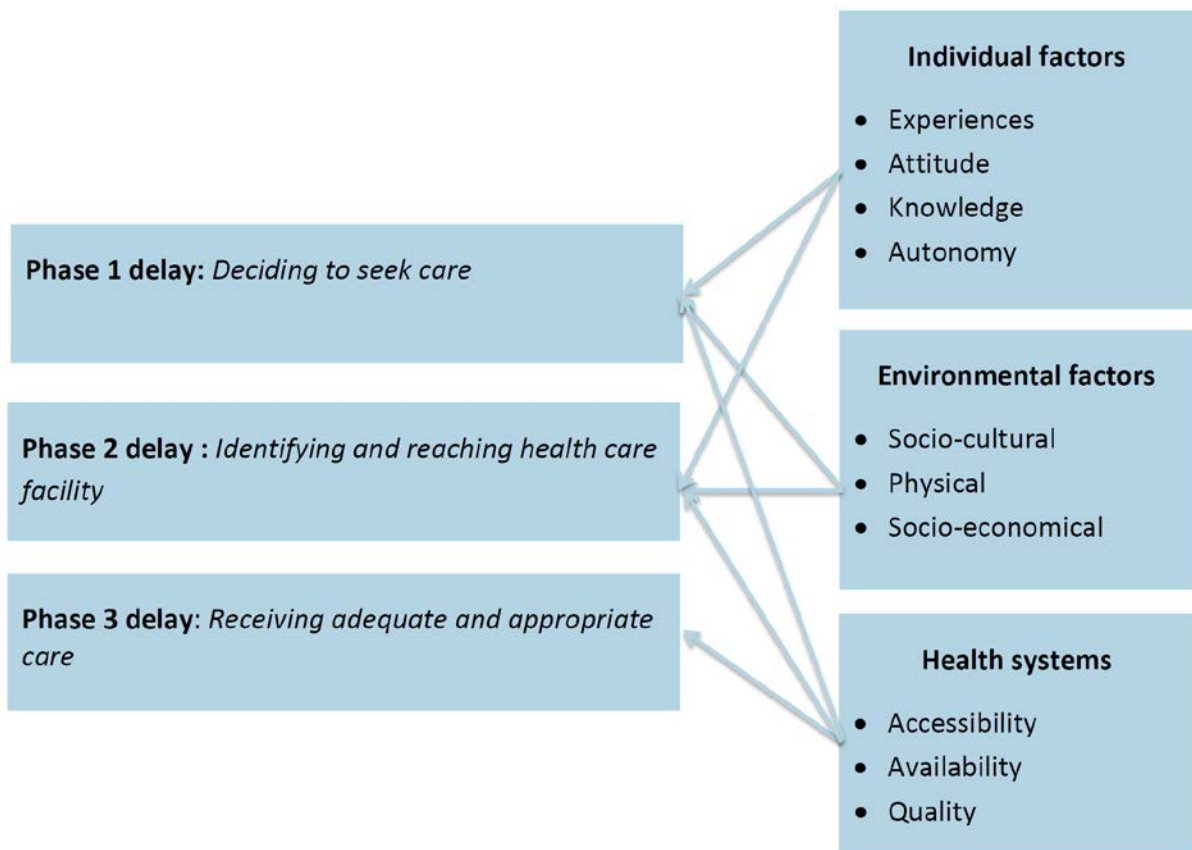 Individual factors
• Experiences
• Attitude
• Knowledge
• Autonomy
Phase 1 delay: Deciding to seek care
Environmental factors
• Socio-cultural
• Physical
• Socio-economical
Phase 2 delay : Identifying and reaching health care
facility
Phase 3 delay: Receiving adequate and appropriate
care
Health systems
• Accessibility
• Availability
• Quality